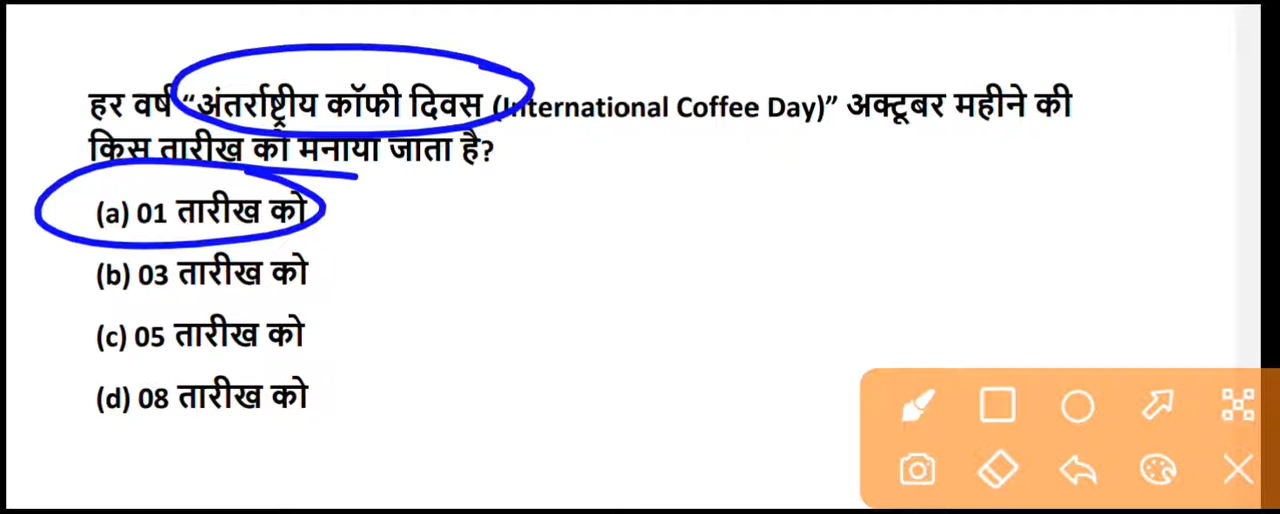 हर वर्ष “अंतर्राष्ट्रीय कॉफी दिवस (International Coffee Day)” अक्टूबर महीने की
किस तारीख को मनाया जाता है?
(a) 01 तारीख को
(b) 03 तारीख को
(c) 05 तारीख को
(d) 08 तारीख को